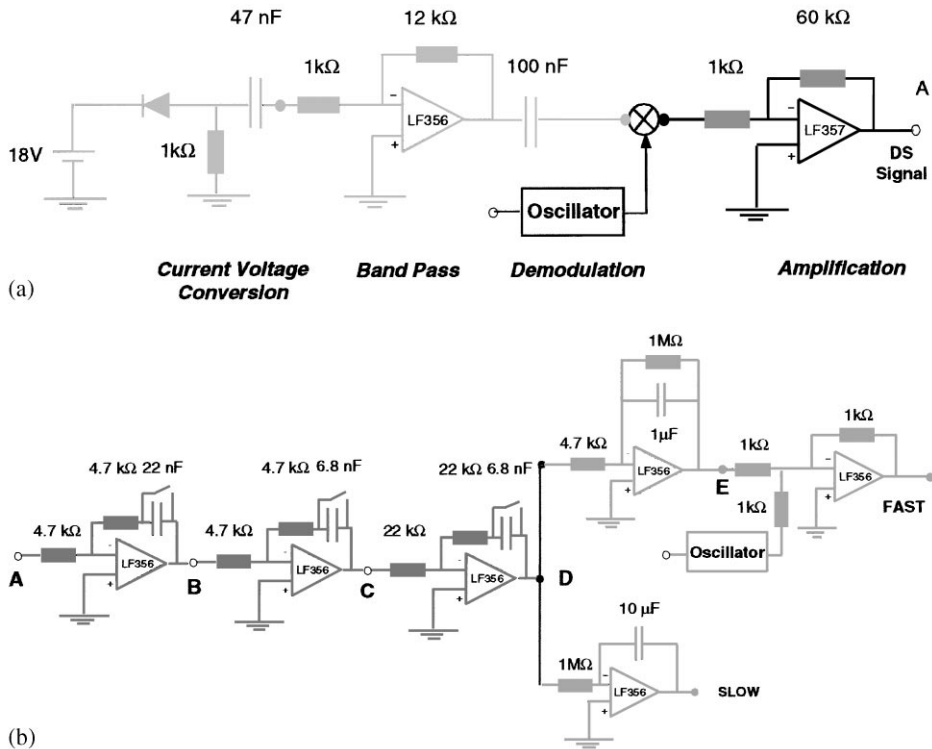 47 nF
12 kΩ
60 kΩ
1kΩ
100 nF
1kΩ
A
LF356
LF357
18V
1kΩ
DS
Signal
Oscillator
Current Voltage
Conversion
Band Pass
Demodulation
Amplification
(a)
1MΩ
1µF
1kΩ
4.7 kΩ
1kΩ
4.7 kΩ 22 nF
4.7 kΩ 6.8 nF
22 kΩ 6.8 nF
LF356
E
LF356
FAST
1kΩ
4.7 kΩ
4.7 kΩ
22 kΩ
Oscillator
A
LF356
B
LF356
C
LF356
D
10 µF
1MΩ
LF356
SLOW
(b)